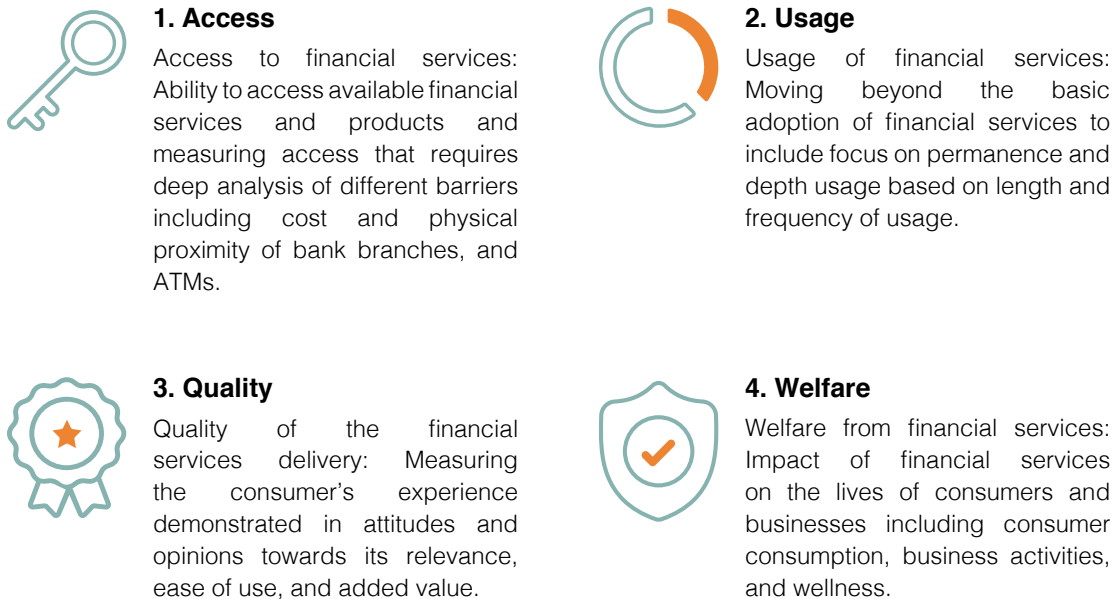 1. Access
Access to financial services:
Ability to access available financial
services and products and
measuring access that requires
deep analysis of different barriers
including cost and physical
proximity of bank branches, and
ATMs.
2. Usage
Usage of financial services:
Moving beyond the basic
adoption of financial services to
include focus on permanence and
depth usage based on length and
frequency of usage.
3. Quality
Quality of the financial
services delivery: Measuring
the consumer's experience
demonstrated in attitudes and
opinions towards its relevance,
ease of use, and added value.
4. Welfare
Welfare from financial services:
Impact of financial services
on the lives of consumers and
businesses including consumer
consumption, business activities,
and wellness.